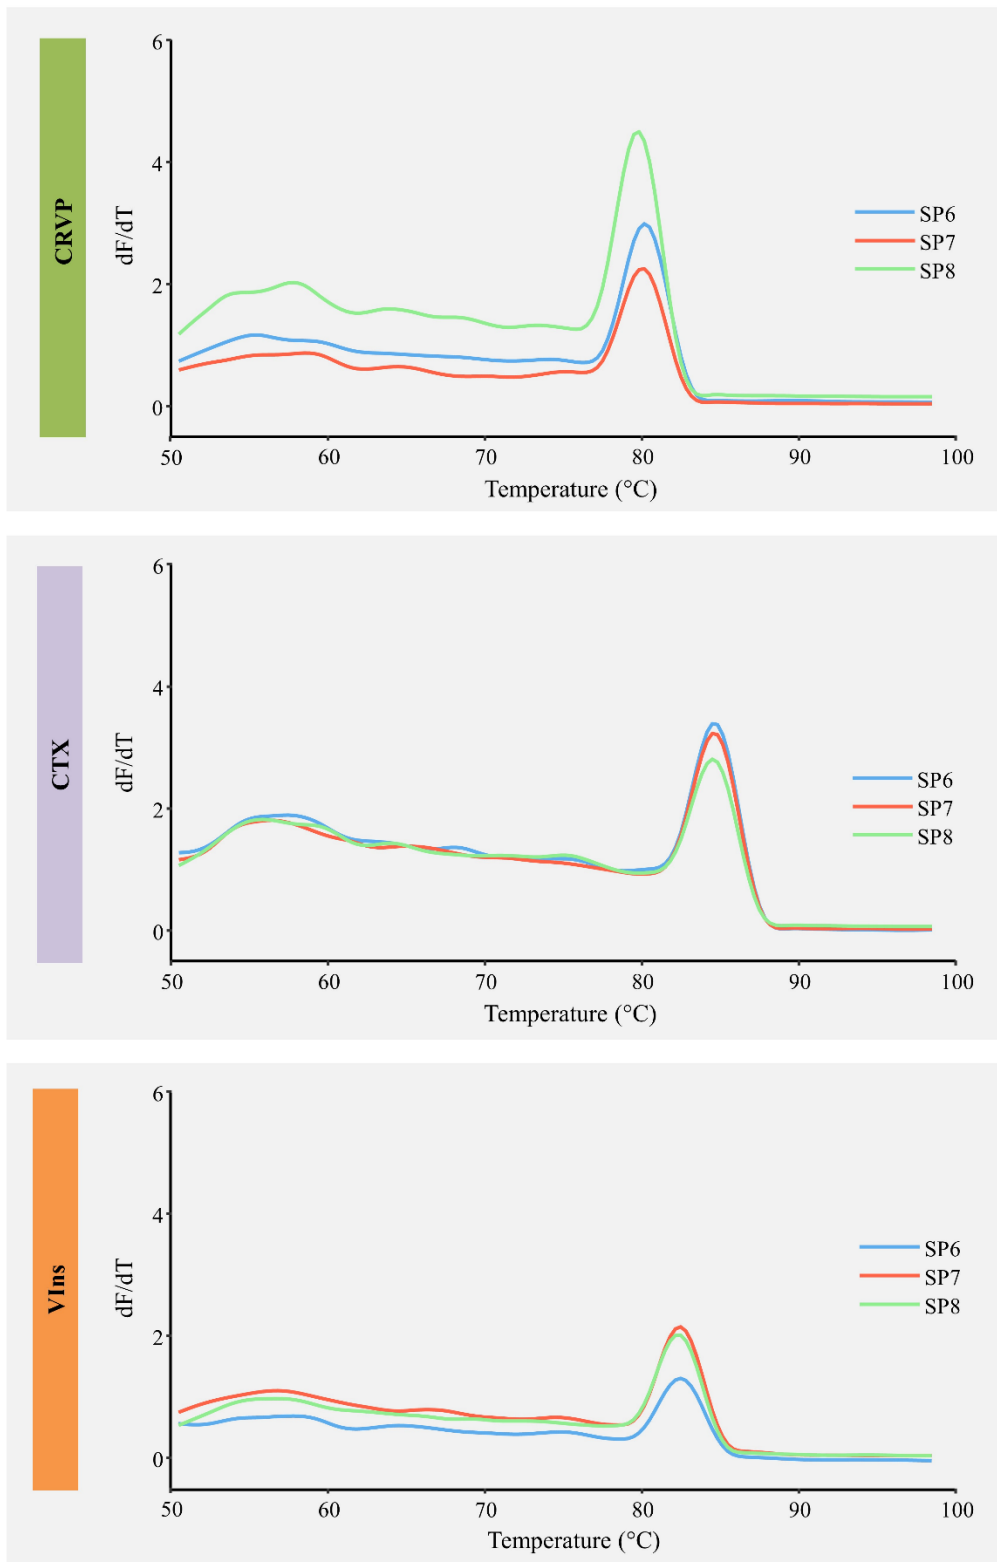 CRVP
dF/dT
6
4
2
0
50 60 70 80 90 100
Temperature (°C)
SP6
SP7
SP8
CTX
dF/dT
6
4
2
0
50 60 70 80 90 100
Temperature (°C)
SP6
SP7
SP8
VIns
dF/dT
6
4
2
0
50 60 70 80 90 100
Temperature (°C)
SP6
SP7
SP8